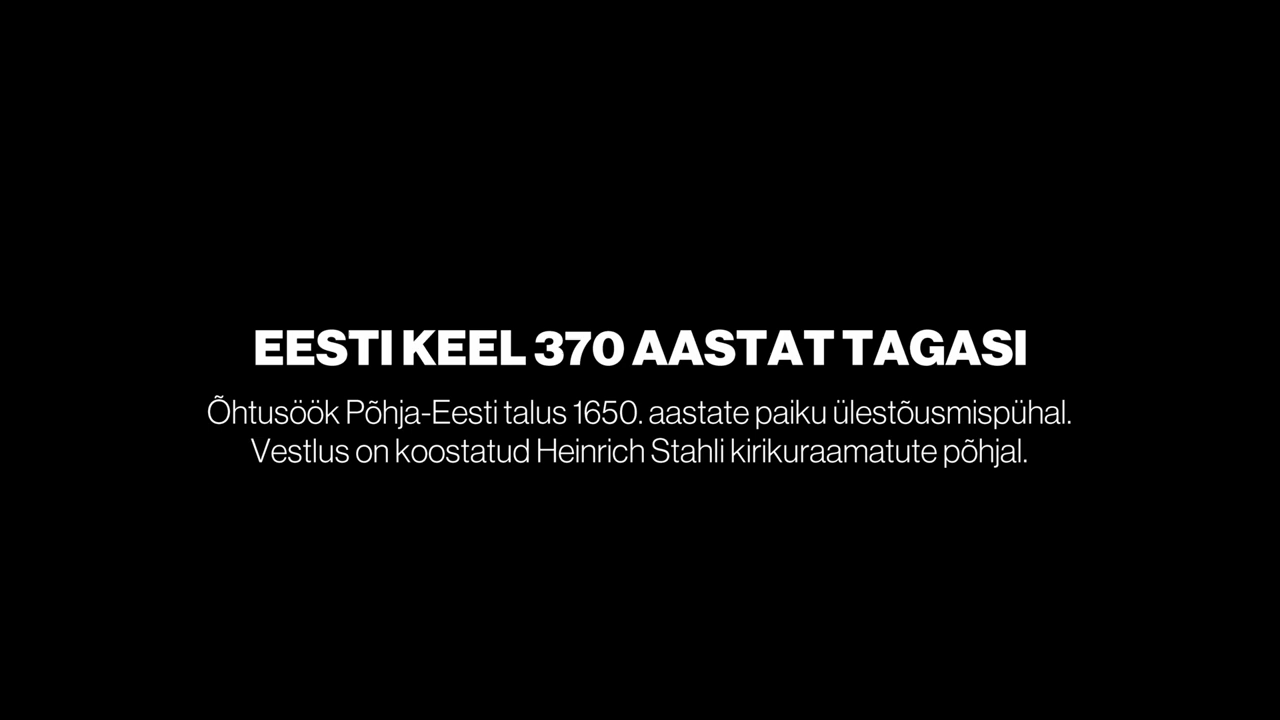 EESTI KEEL 370 AASTAT TAGASI
Õhtusöök Põhja-Eesti talus 1650. aastate paiku ülestõusmispühal.
Vestlus on koostatud Heinrich Stahli kirikuraamatute põhjal.